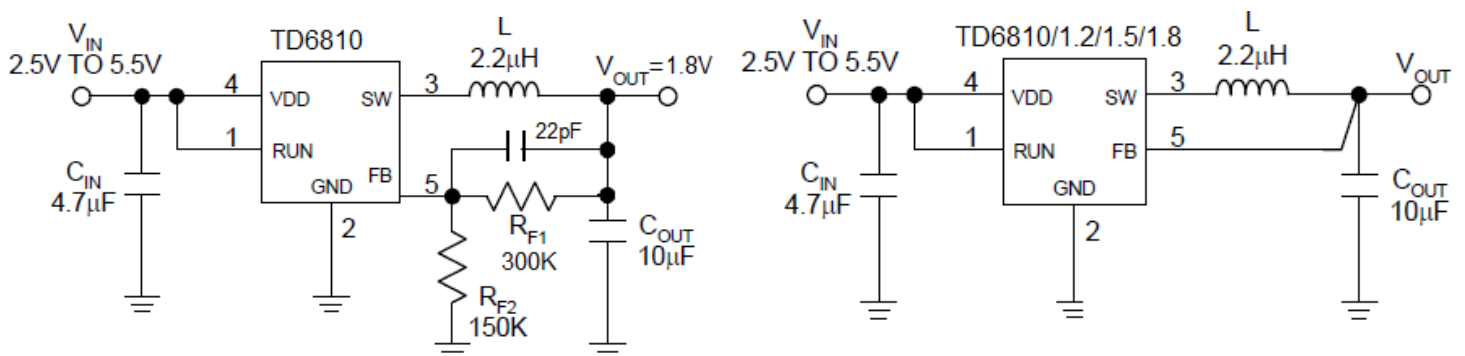 V_IN
2.5V TO 5.5V
TD6810
L
2.2μH
V_OUT=1.8V
4
VDD
SW
3
1
RUN
22pF
FB
5
GND
2
C_IN
4.7μF
R_F1
300K
C_OUT
10μF
R_F2
150K
V_IN
2.5V TO 5.5V
TD6810/1.2/1.5/1.8
L
2.2μH
V_OUT
4
VDD
SW
3
1
RUN
FB
5
GND
2
C_IN
4.7μF
C_OUT
10μF